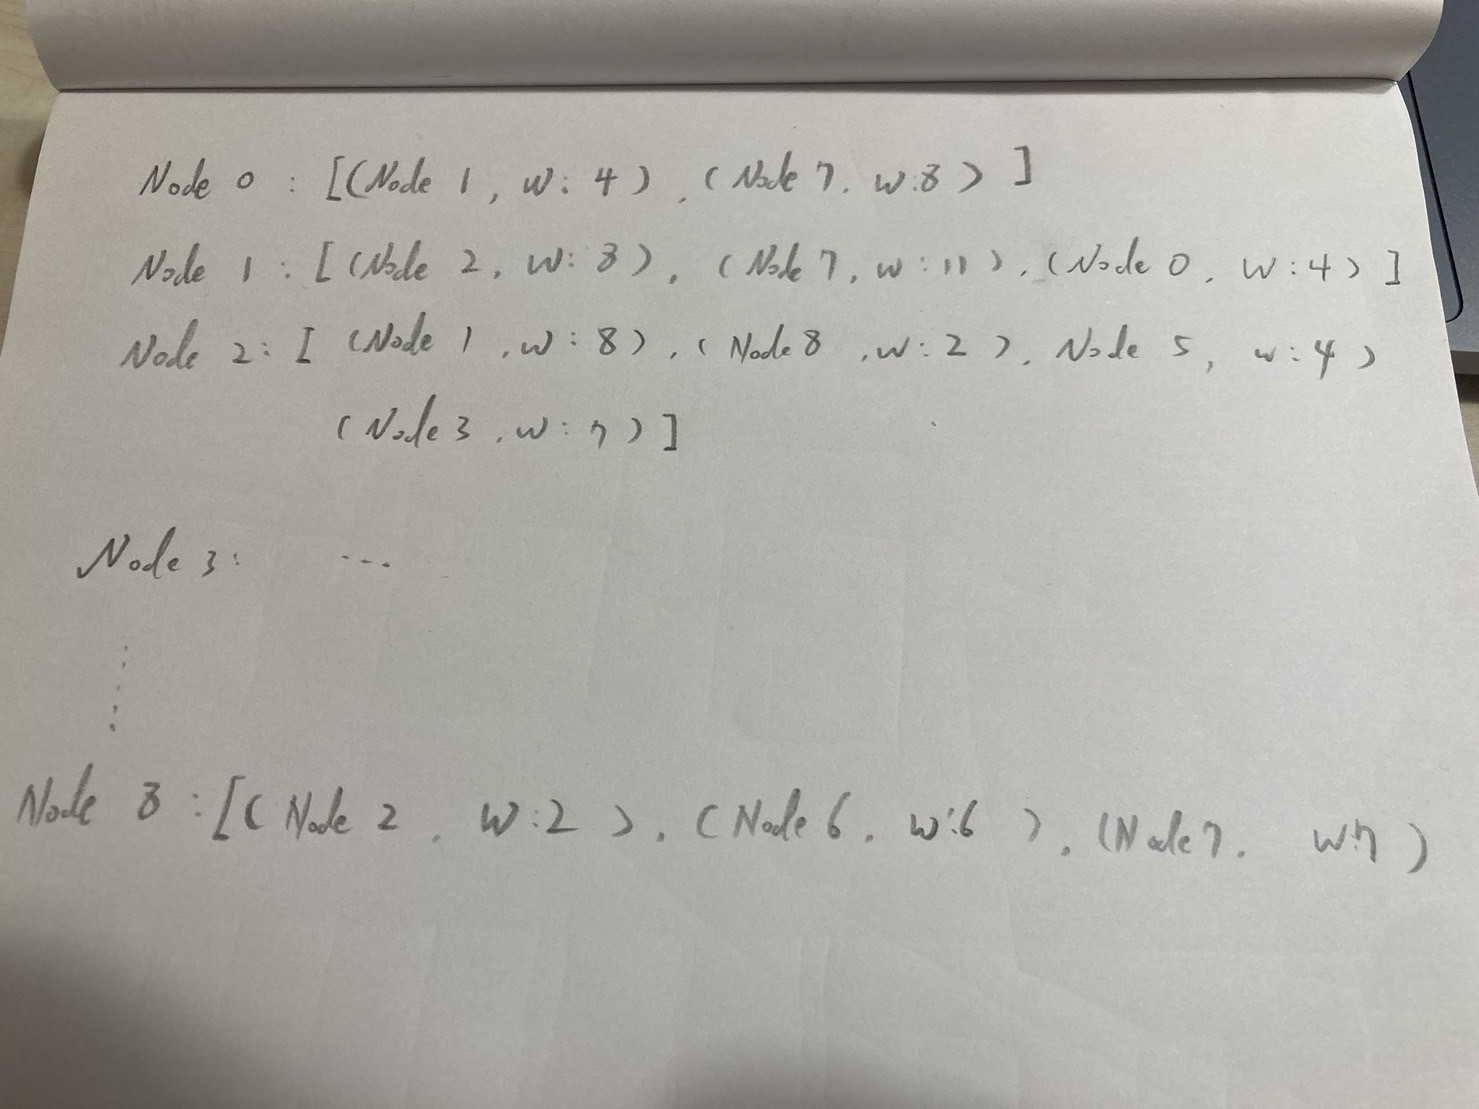 Node 0 : [(Node 1, w: 4), (Node 7, w:8)]
Node 1 : [(Node 2, w: 8), (Node 7, w: 11), (Node 0, w:4)]
Node 2: [ (Node 1, w: 8), (Node 8, w: 2), Node 5, w: 4)
(Node 3, w: 7)]
Node 3: ...
⋮
Node 8 :[( Node 2, w:2 ), (Node 6, w:6 ), (Node 7, w:7 )